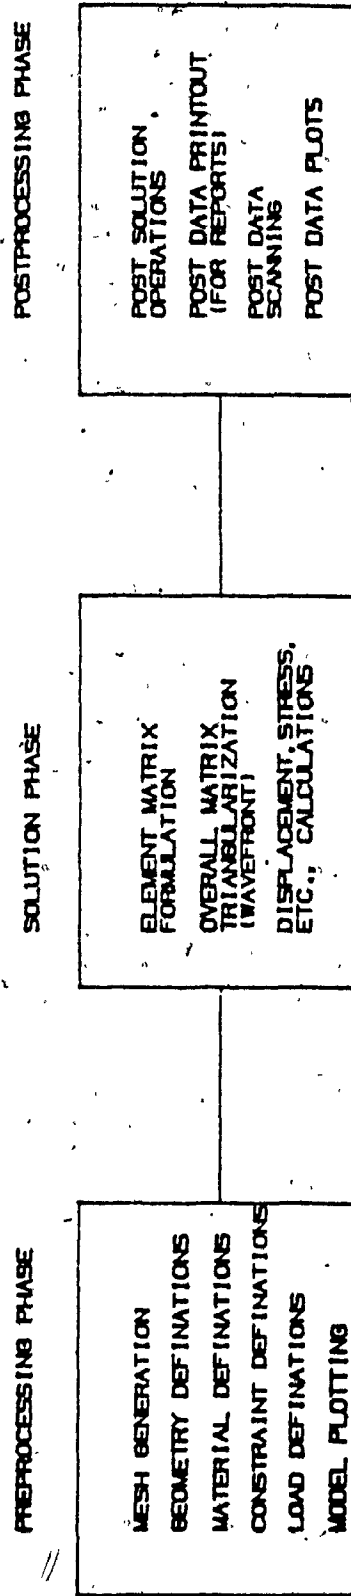 PREPROCESSING PHASE
MESH GENERATION
GEOMETRY DEFINATIONS
MATERIAL DEFINATIONS
CONSTRAINT DEFINATIONS
LOAD DEFINATIONS
MODEL PLOTTING
SOLUTION PHASE
ELEMENT MATRIX
FORMULATION
OVERALL MATRIX
TRIANGULARIZATION
(WAVEFRONT)
DISPLACEMENT, STRESS,
ETC., CALCULATIONS
POSTPROCESSING PHASE
POST SOLUTION
OPERATIONS
POST DATA PRINTOUT
(FOR REPORTS)
POST DATA
SCANNING
POST DATA PLOTS